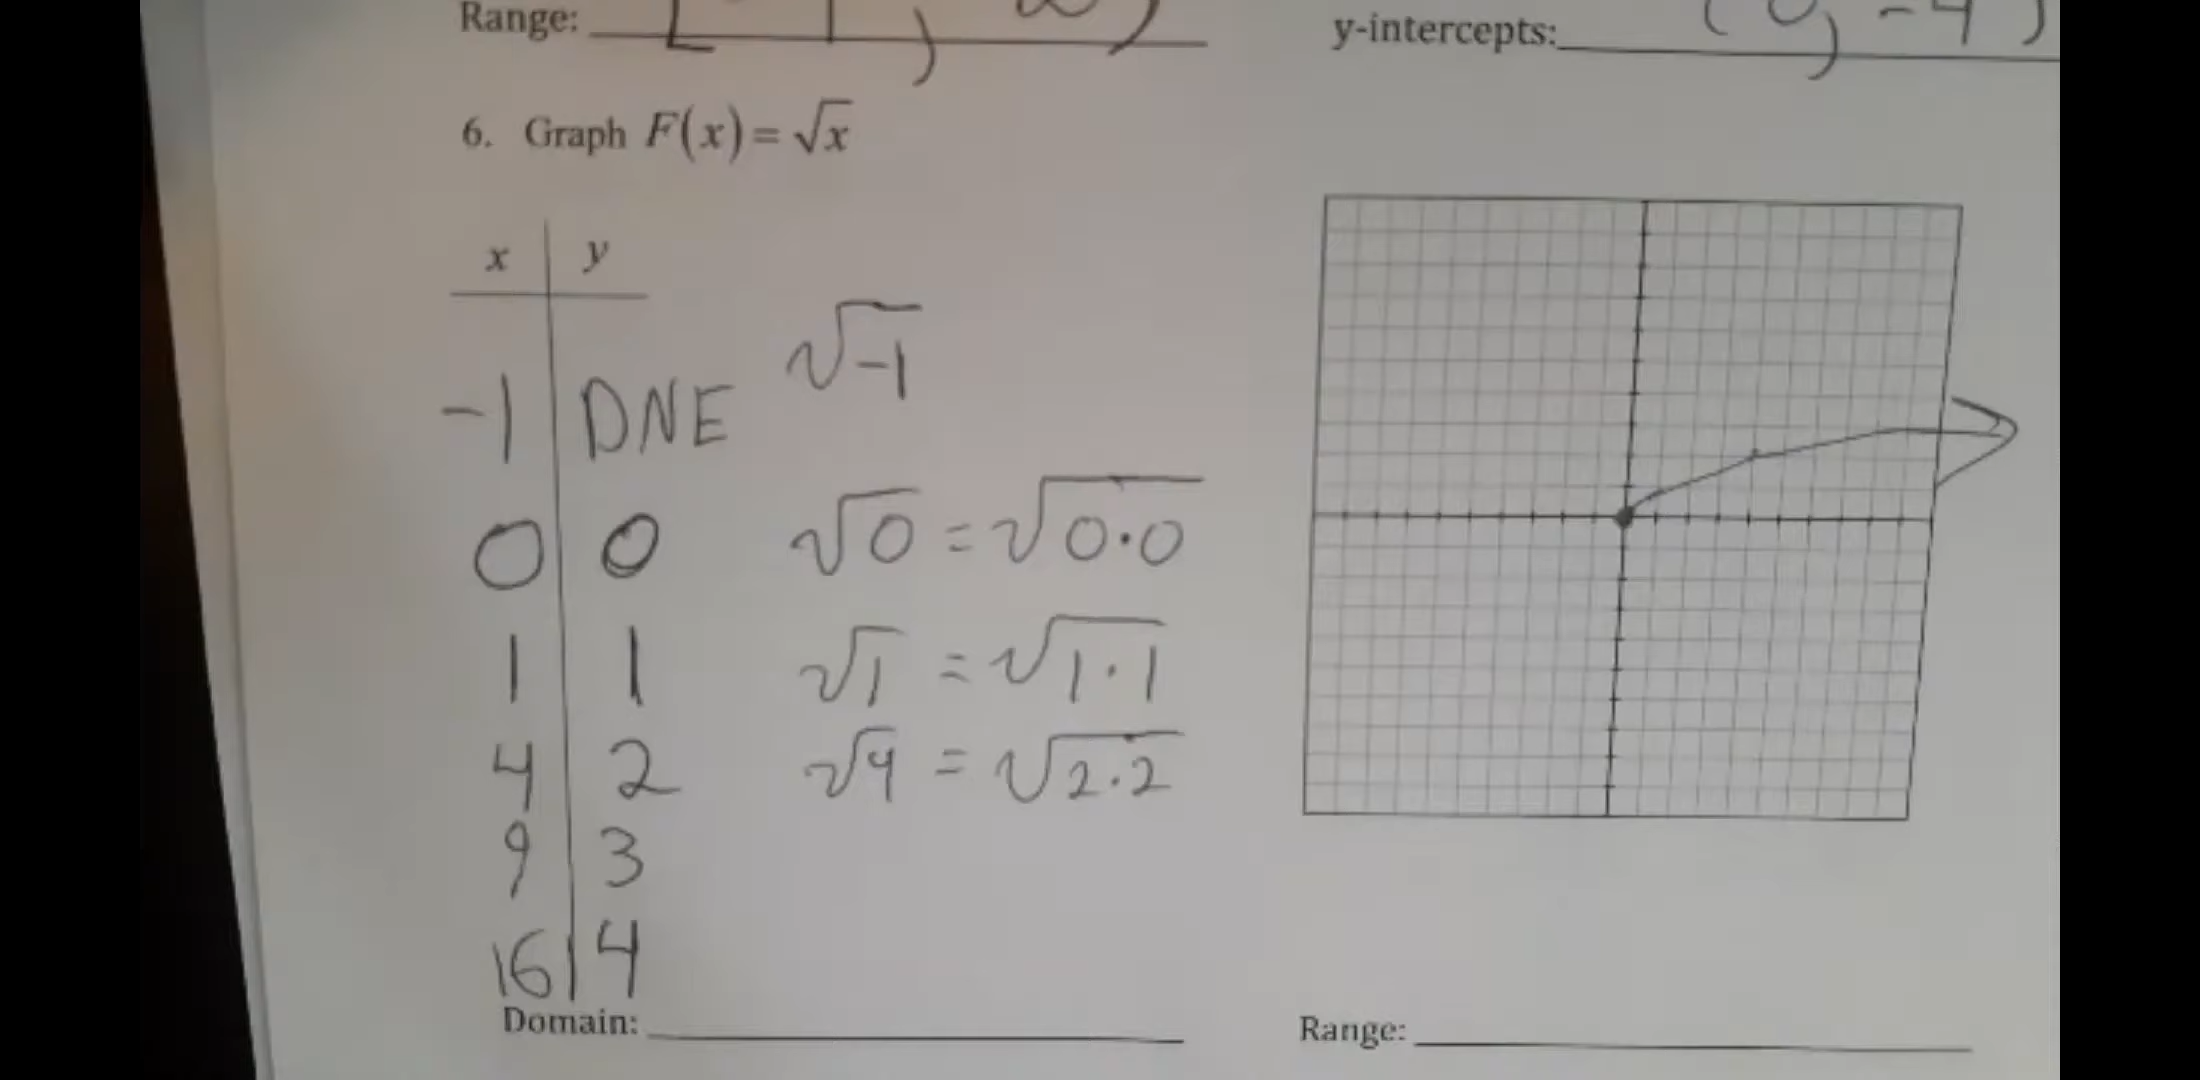 Range: [-4, ∞)
y-intercepts: (0, -4)
6. Graph F(x) = √x
x y
-1 DNE √-1
0 0 √0 = √0·0
1 1 √1 = √1·1
4 2 √4 = √2·2
9 3
16 4
Domain:
Range: